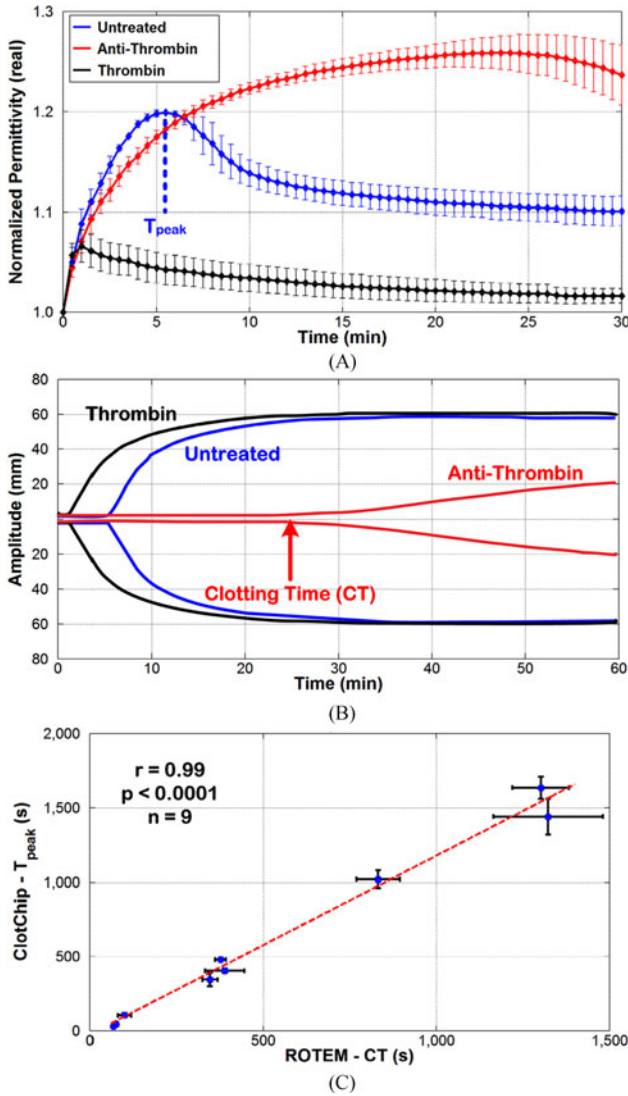 1.3
Untreated
Anti-Thrombin
Thrombin
1.2
1.1
1.0
Normalized Permittivity (real)
T_peak
0 5 10 15 20 25 30
Time (min)
(A)
80
60
40
20
0
20
40
60
80
Amplitude (mm)
Thrombin
Untreated
Anti-Thrombin
Clotting Time (CT)
0 10 20 30 40 50 60
Time (min)
(B)
2,000
1,500
1,000
500
0
ClotChip - T_peak (s)
r = 0.99
p < 0.0001
n = 9
0 500 1,000 1,500
ROTEM - CT (s)
(C)